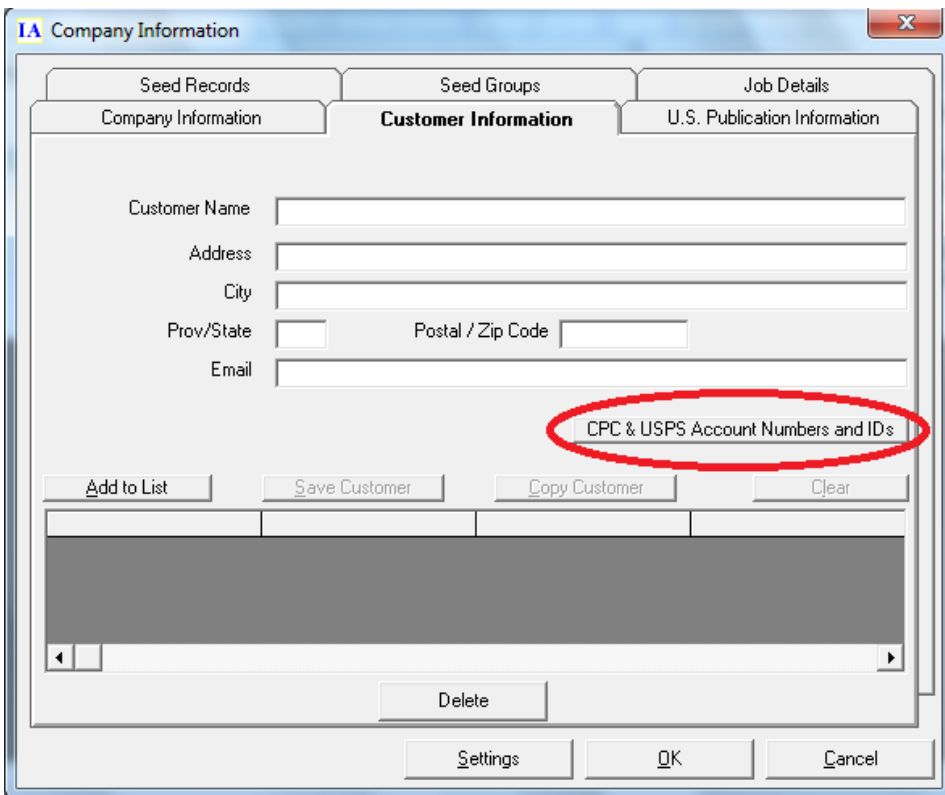 IA Company Information
x
Seed Records Seed Groups Job Details
Company Information Customer Information U.S. Publication Information
Customer Name
Address
City
Prov/State Postal / Zip Code
Email
CPC & USPS Account Numbers and IDs
Add to List Save Customer Copy Customer Clear
Delete
Settings OK Cancel